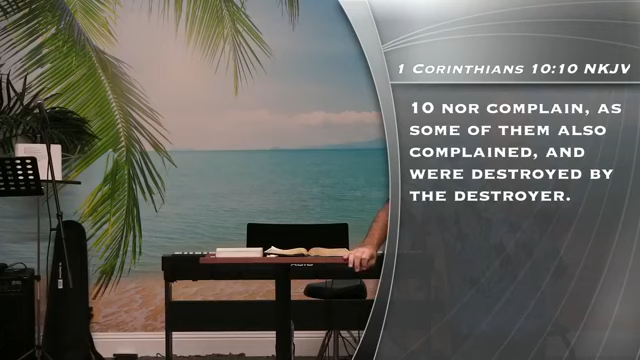 1 Corinthians 10:10 NKJV
10 nor complain, as
some of them also
complained, and
were destroyed by
the destroyer.